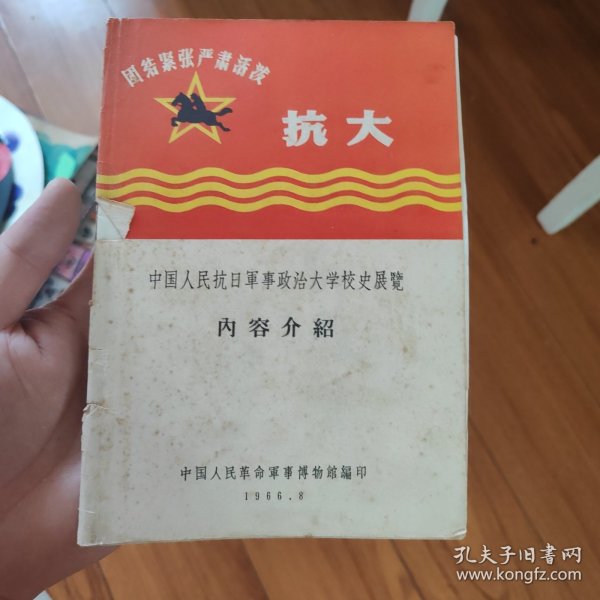 团结紧张严肃活泼
抗大
中国人民抗日軍事政治大学校史展覽
內容介紹
中国人民革命軍事博物館編印
1966.8
孔夫子旧書网
www.kongfz.com